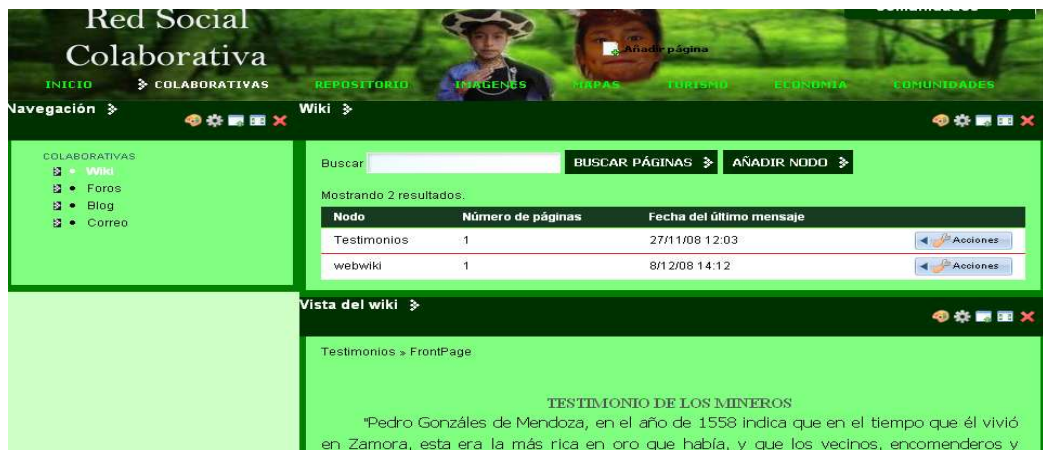 Red Social
Colaborativa
Comunidades
Añadir página
INICIO COLABORATIVAS REPOSITORIO IMAGENES MAPAS TURISMO ECONOMIA COMUNIDADES
Navegación
COLABORATIVAS
Wiki
Foros
Blog
Correo
Wiki
Buscar BUSCAR PÁGINAS AÑADIR NODO
Mostrando 2 resultados.
Nodo Número de páginas Fecha del último mensaje
Testimonios 1 27/11/08 12:03 Acciones
webwiki 1 8/12/08 14:12 Acciones
Vista del wiki
Testimonios » FrontPage
TESTIMONIO DE LOS MINEROS
"Pedro Gonzáles de Mendoza, en el año de 1558 indica que en el tiempo que él vivió
en Zamora, esta era la más rica en oro que había, y que los vecinos, encomenderos y